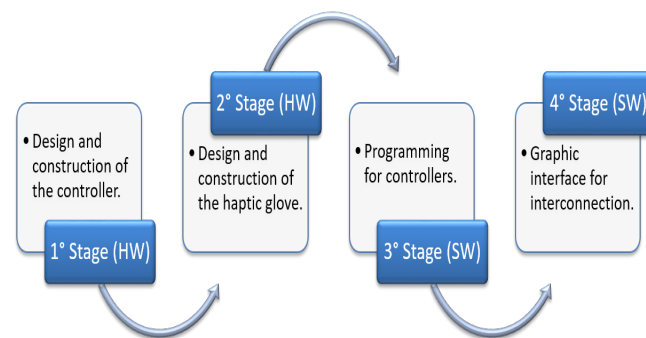 • Design and
construction of
the controller.
1° Stage (HW)
2° Stage (HW)
• Design and
construction of
the haptic glove.
• Programming
for controllers.
3° Stage (SW)
4° Stage (SW)
• Graphic
interface for
interconnection.